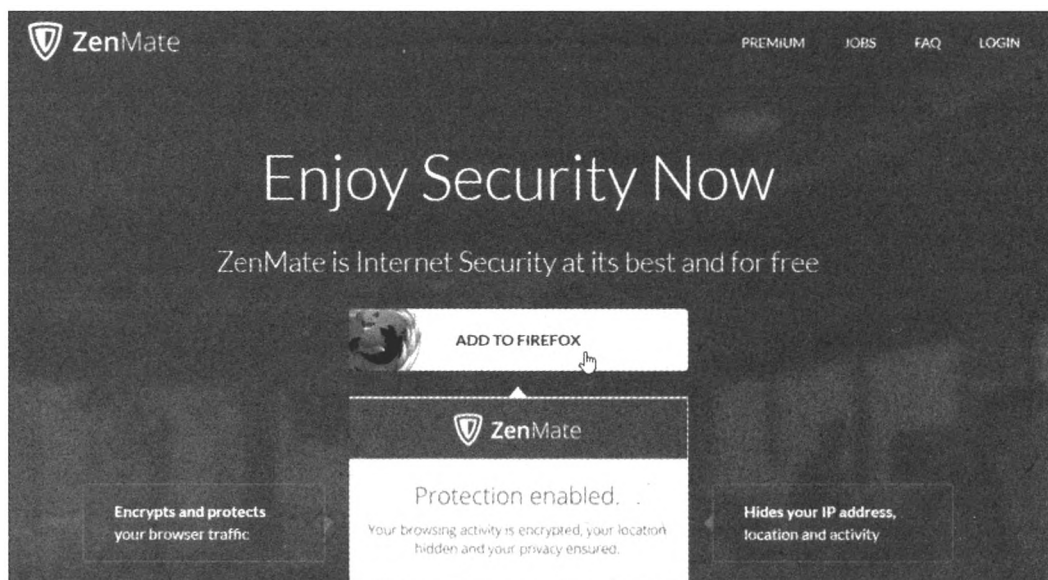 ZenMate
PREMIUM JOBS FAQ LOGIN
Enjoy Security Now
ZenMate is Internet Security at its best and for free
ADD TO FIREFOX
ZenMate
Protection enabled.
Your browsing activity is encrypted, your location
hidden and your privacy ensured.
Encrypts and protects
your browser traffic
Hides your IP address,
location and activity